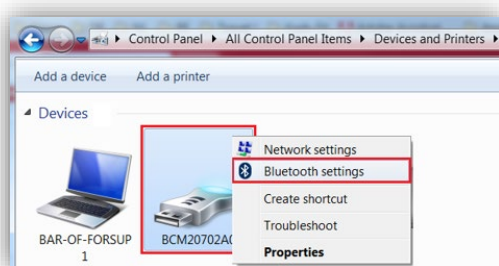 Control Panel ▸ All Control Panel Items ▸ Devices and Printers ▸
Add a device Add a printer
Devices
Network settings
Bluetooth settings
Create shortcut
Troubleshoot
Properties
BAR-OF-FORSUP
1